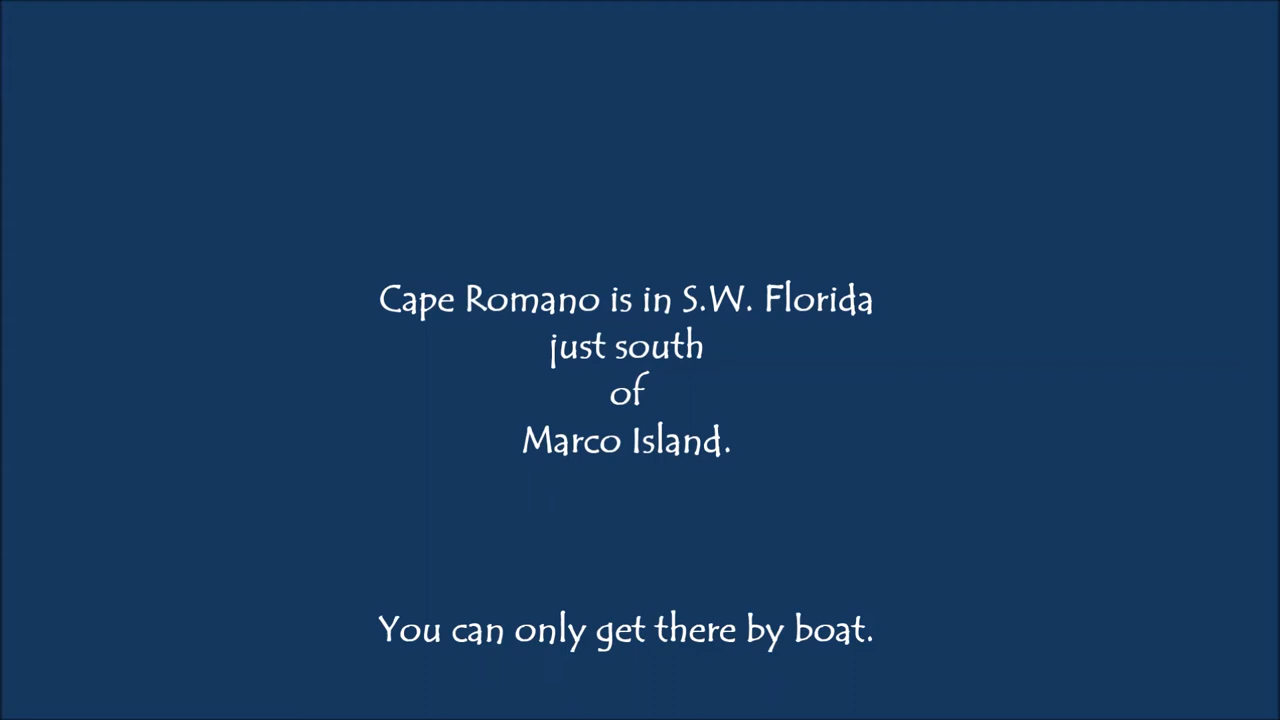 Cape Romano is in S.W. Florida
just south
of
Marco Island.
You can only get there by boat.